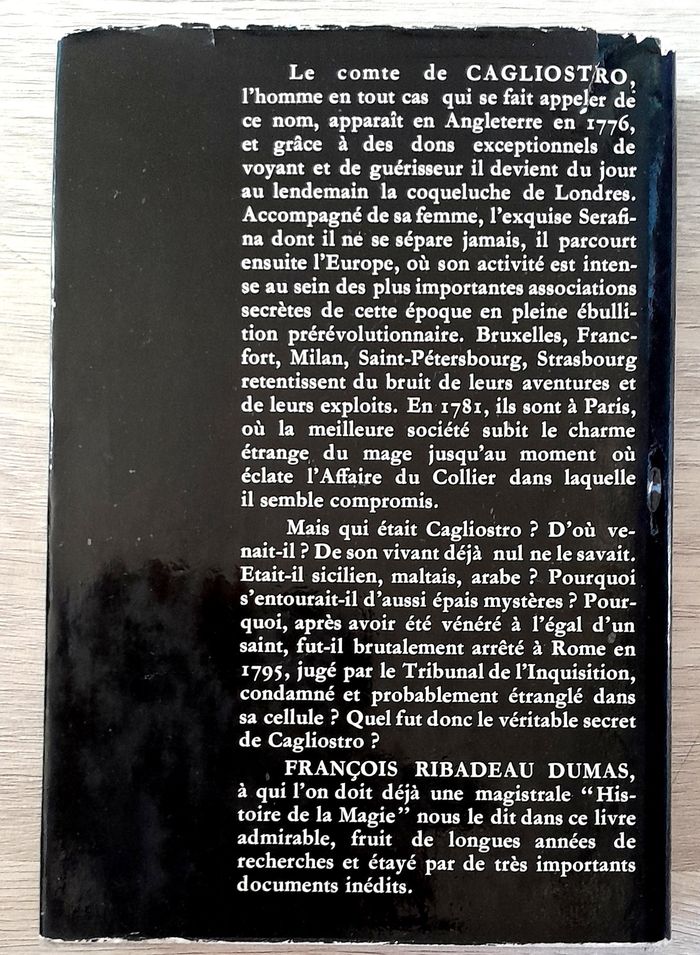 Le comte de CAGLIOSTRO,
l'homme en tout cas qui se fait appeler de
ce nom, apparaît en Angleterre en 1776,
et grâce à des dons exceptionnels de
voyant et de guérisseur il devient du jour
au lendemain la coqueluche de Londres.
Accompagné de sa femme, l'exquise Serafi-
na dont il ne se sépare jamais, il parcourt
ensuite l'Europe, où son activité est inten-
se au sein des plus importantes associations
secrètes de cette époque en pleine ébulli-
tion prérévolutionnaire. Bruxelles, Franc-
fort, Milan, Saint-Pétersbourg, Strasbourg
retentissent du bruit de leurs aventures et
de leurs exploits. En 1781, ils sont à Paris,
où la meilleure société subit le charme
étrange du mage jusqu'au moment où
éclate l'Affaire du Collier dans laquelle
il semble compromis.
Mais qui était Cagliostro ? D'où ve-
nait-il ? De son vivant déjà nul ne le savait.
Etait-il sicilien, maltais, arabe ? Pourquoi
s'entourait-il d'aussi épais mystères ? Pour-
quoi, après avoir été vénéré à l'égal d'un
saint, fut-il brutalement arrêté à Rome en
1795, jugé par le Tribunal de l'Inquisition,
condamné et probablement étranglé dans
sa cellule ? Quel fut donc le véritable secret
de Cagliostro ?
FRANÇOIS RIBADEAU DUMAS,
à qui l'on doit déjà une magistrale "His-
toire de la Magie" nous le dit dans ce livre
admirable, fruit de longues années de
recherches et étayé par de très importants
documents inédits.